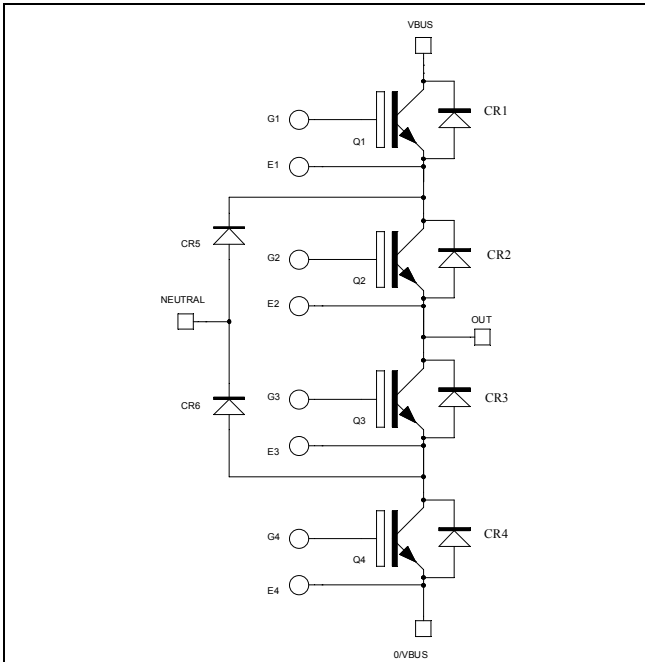 VBUS
CR1
G1
Q1
E1
CR5
G2
CR2
Q2
E2
NEUTRAL
OUT
CR6
G3
CR3
Q3
E3
G4
CR4
Q4
E4
0/VBUS